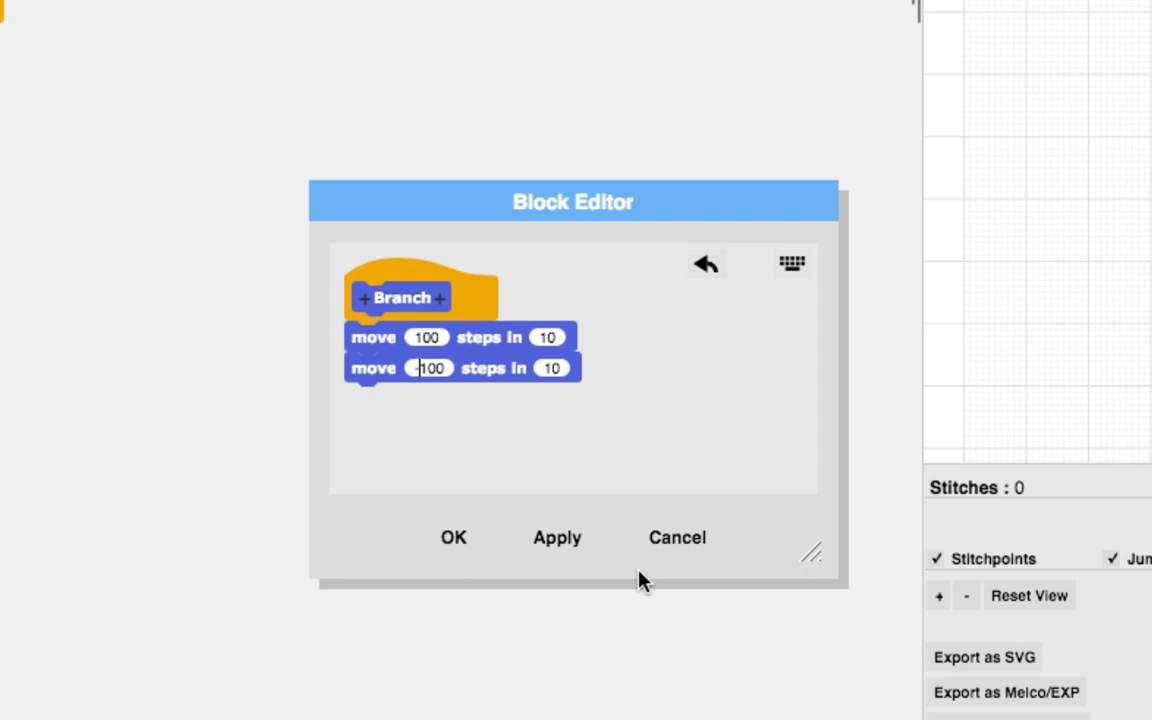 Block Editor
+ Branch +
move 100 steps in 10
move -100 steps in 10
OK Apply Cancel
Stitches : 0
✓ Stitchpoints ✓
+ - Reset View
Export as SVG
Export as Melco/EXP